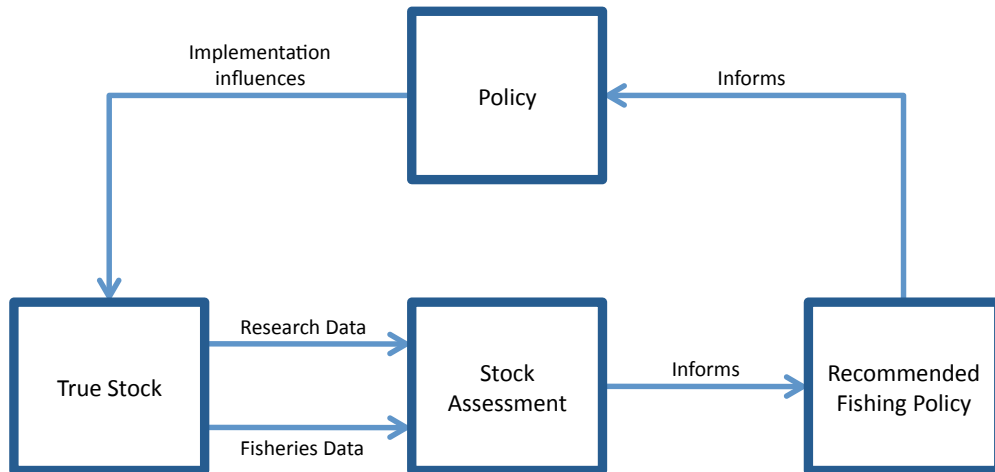 Implementation
influences
Policy
Informs
True Stock
Research Data
Fisheries Data
Stock
Assessment
Informs
Recommended
Fishing Policy